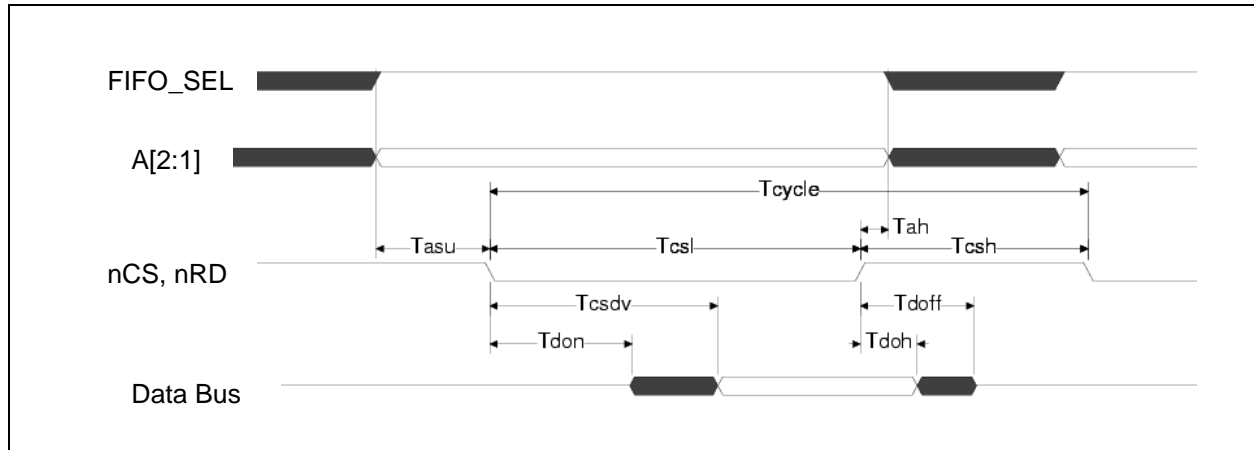 FIFO_SEL
A[2:1]
Tcycle
Tah
Tasu
Tcsl
Tcsh
nCS, nRD
Tcsdv
Tdoff
Tdon
Tdoh
Data Bus